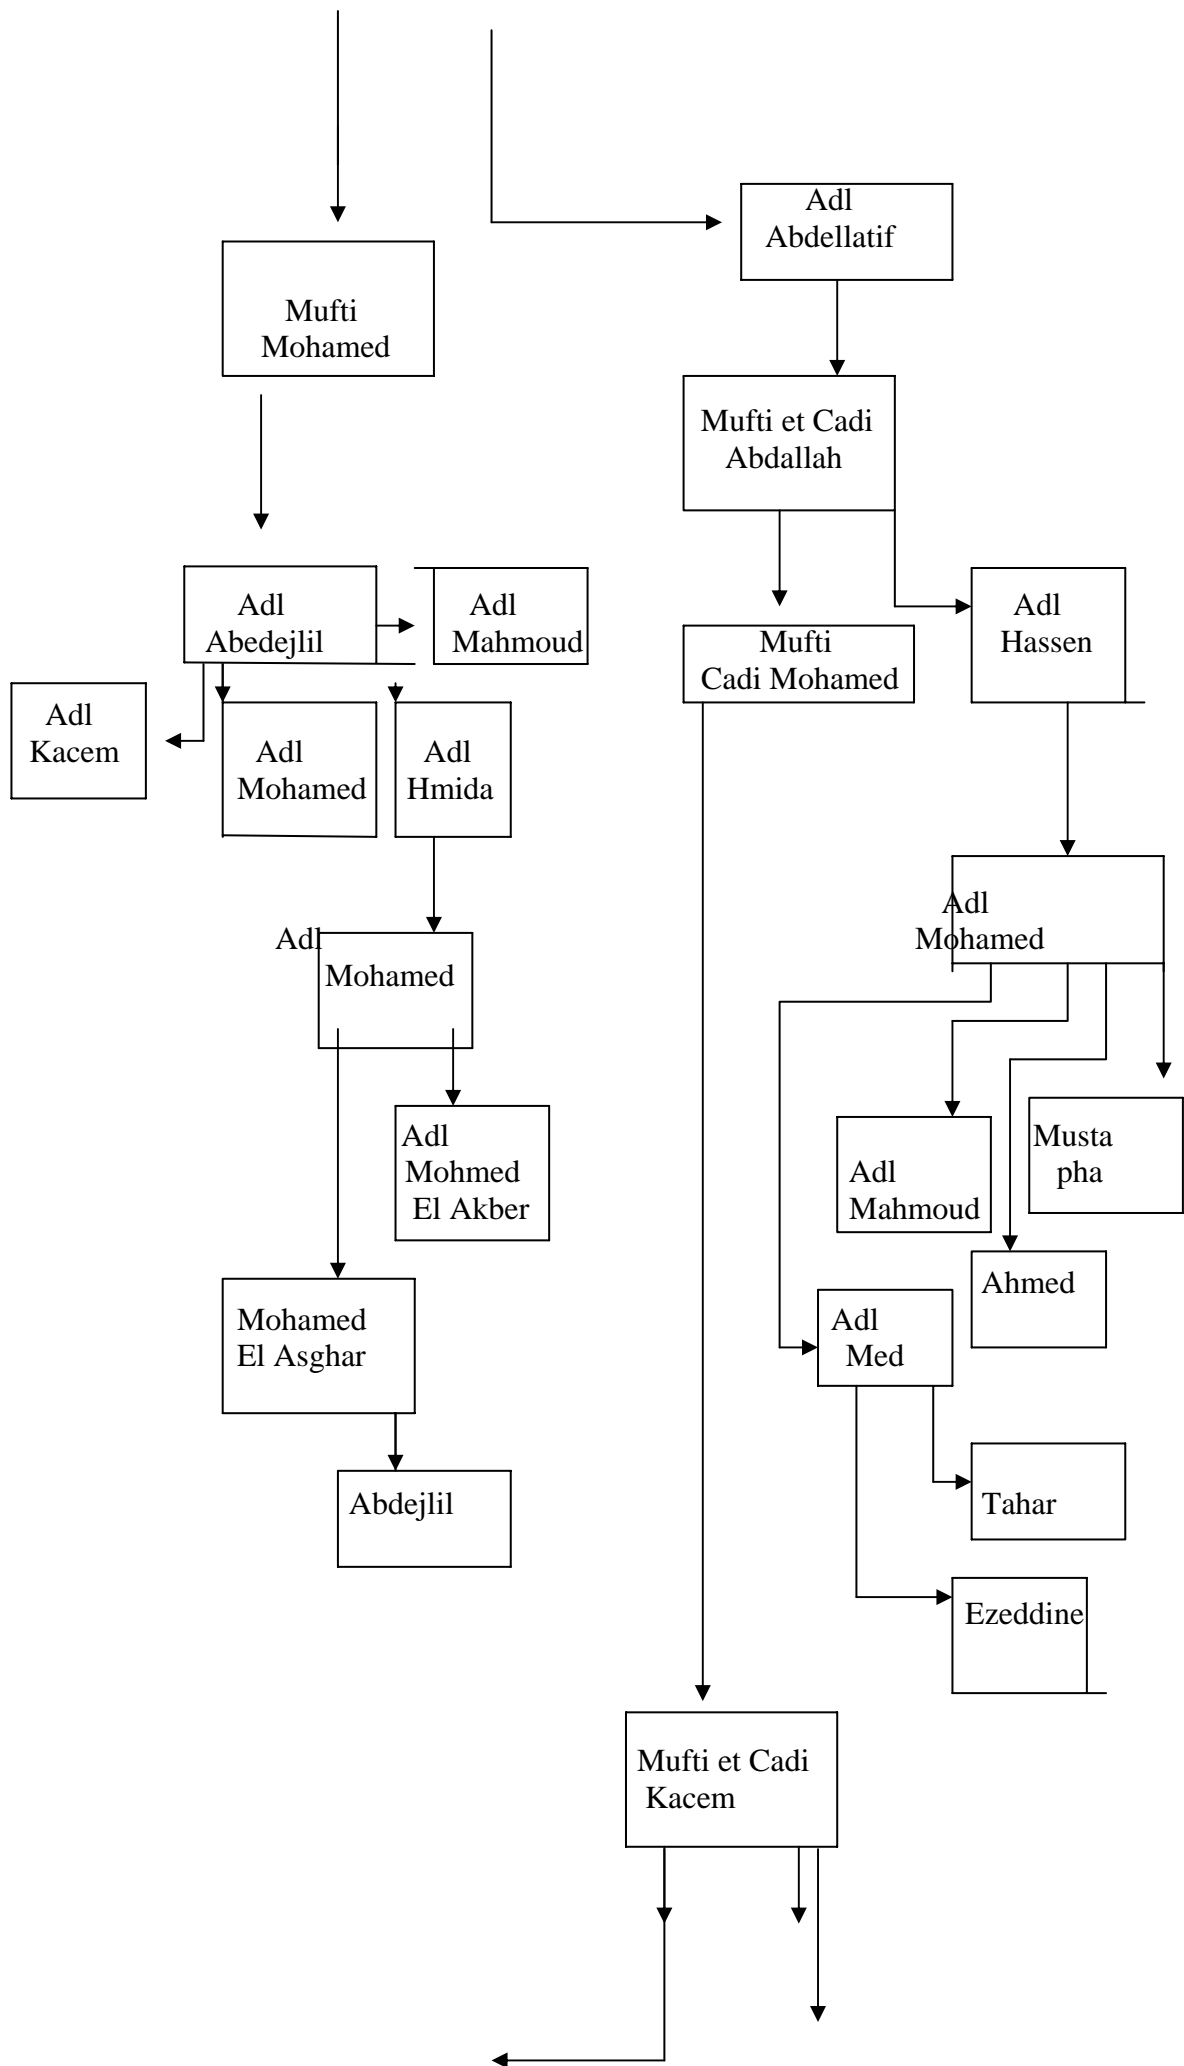 Adl
Abdellatif
Mufti
Mohamed
Mufti et Cadi
Abdallah
Adl
Abedejlil
Adl
Mahmoud
Mufti
Cadi Mohamed
Adl
Hassen
Adl
Kacem
Adl
Mohamed
Adl
Hmida
Adl
Mohamed
Adl
Mohamed
Adl
Mohmed
El Akber
Adl
Mahmoud
Musta
pha
Mohamed
El Asghar
Adl
Med
Ahmed
Abdejlil
Tahar
Ezeddine
Mufti et Cadi
Kacem